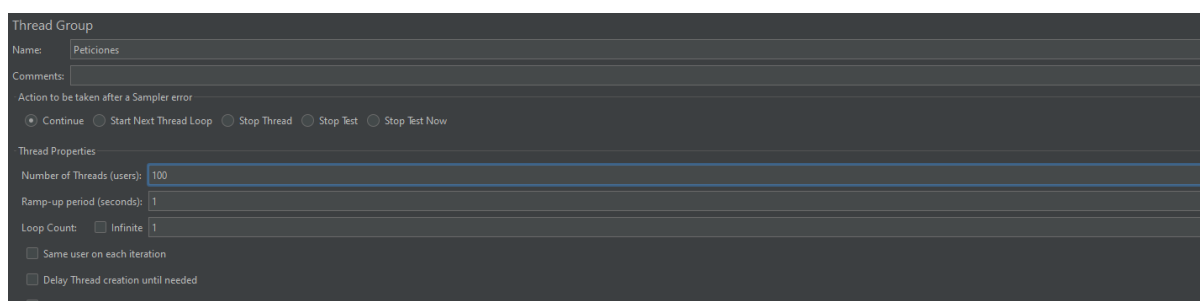 Thread Group
Name: Peticiones
Comments:
Action to be taken after a Sampler error
Continue Start Next Thread Loop Stop Thread Stop Test Stop Test Now
Thread Properties
Number of Threads (users): 100
Ramp-up period (seconds): 1
Loop Count: Infinite 1
Same user on each iteration
Delay Thread creation until needed